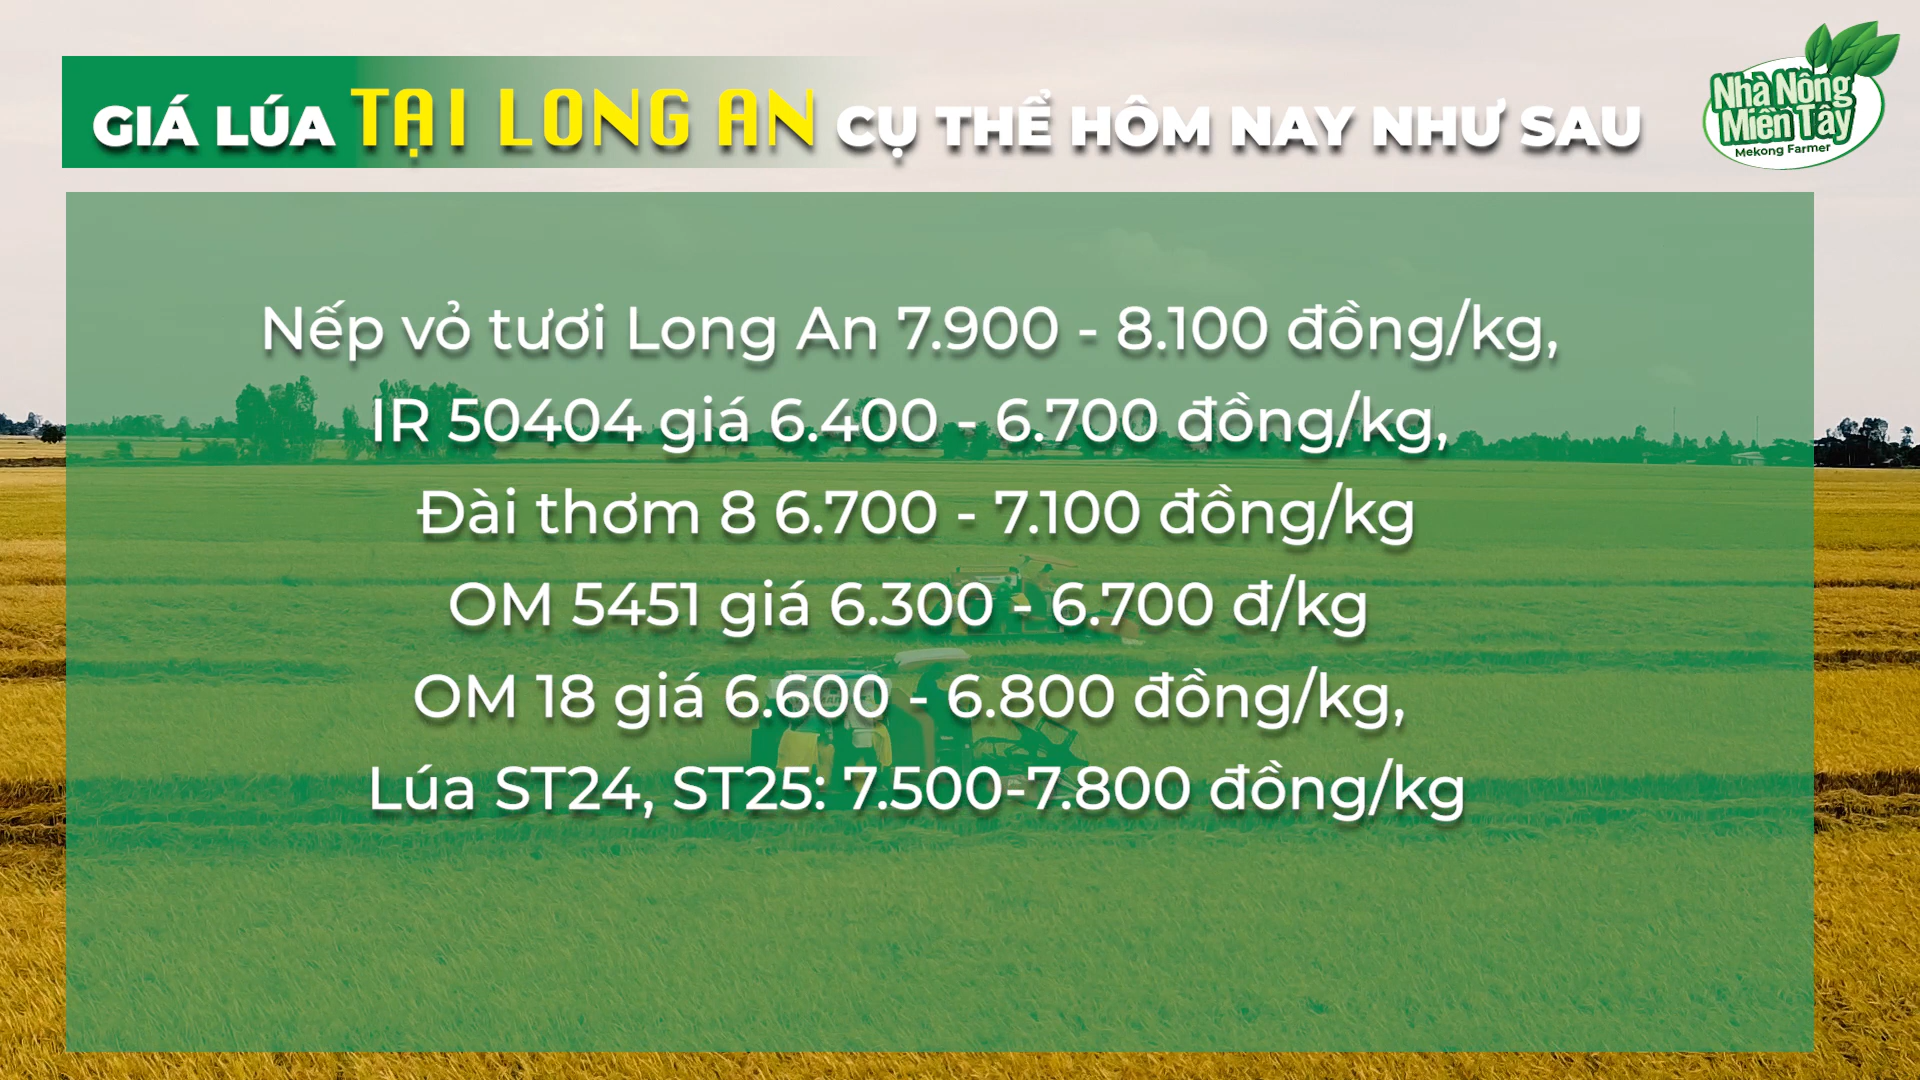 GIÁ LÚA TẠI LONG AN CỤ THỂ HÔM NAY NHƯ SAU
Nhà Nông
Miền Tây
Mekong Farmer
Nếp vỏ tươi Long An 7.900 - 8.100 đồng/kg,
IR 50404 giá 6.400 - 6.700 đồng/kg,
Đài thơm 8 6.700 - 7.100 đồng/kg
OM 5451 giá 6.300 - 6.700 đ/kg
OM 18 giá 6.600 - 6.800 đồng/kg,
Lúa ST24, ST25: 7.500-7.800 đồng/kg